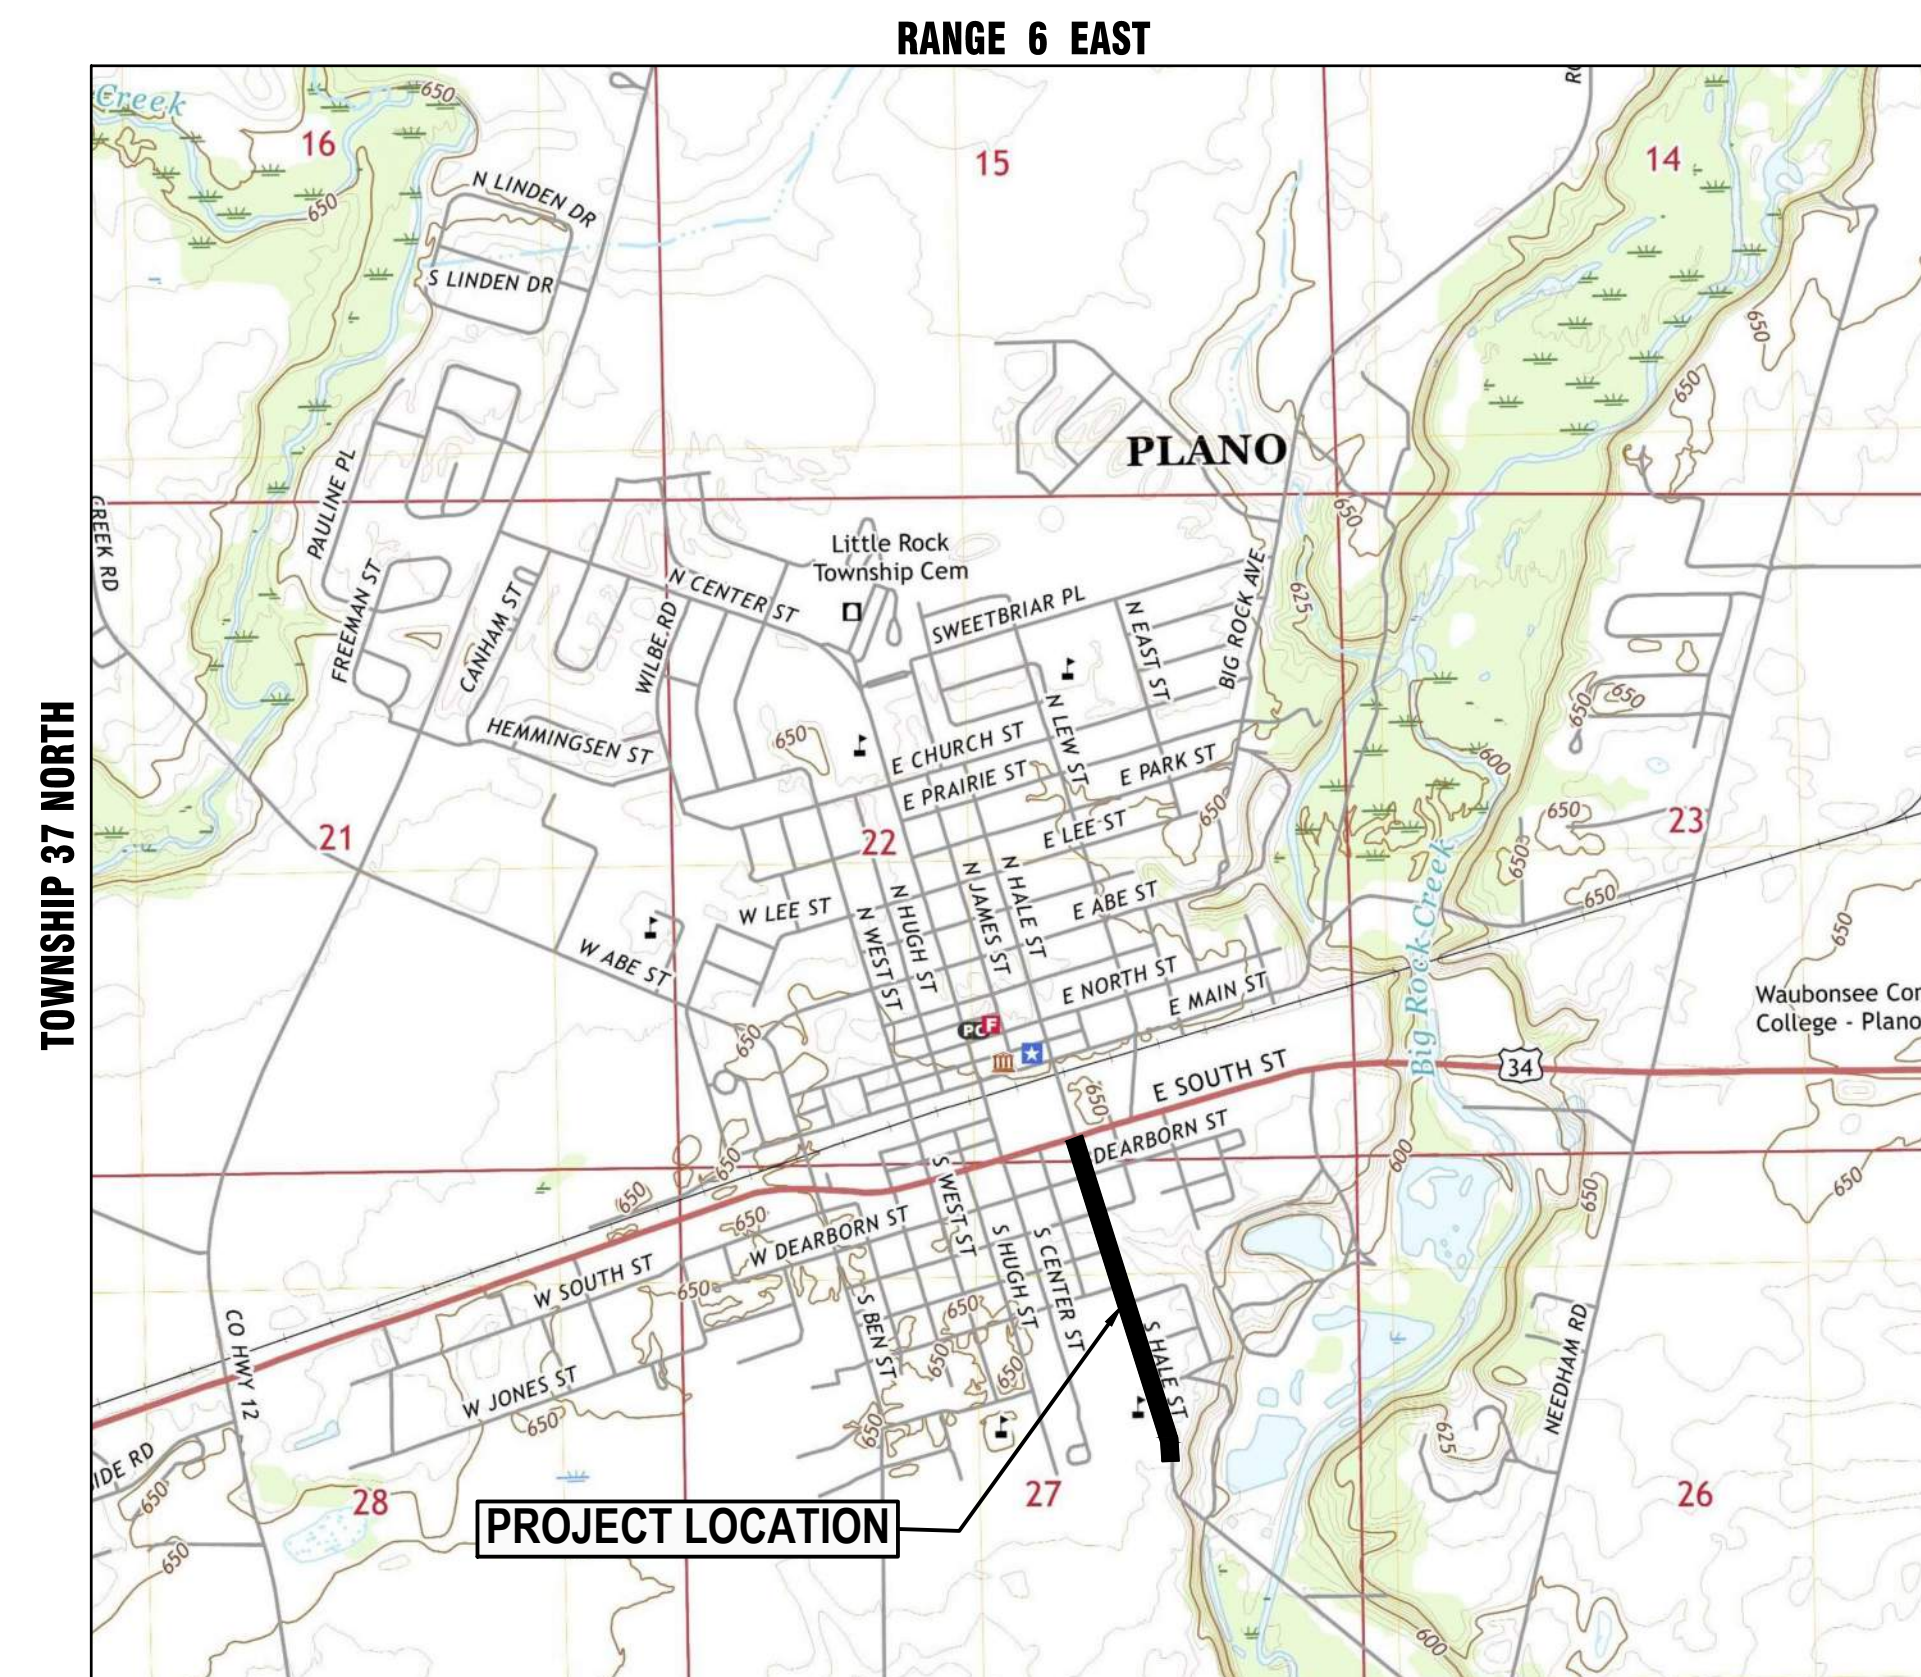 RANGE 6 EAST
TOWNSHIP 37 NORTH
Creek
650
16
15
14
N LINDEN DR
650
S LINDEN DR
650
650
PLANO
PAULINE PL
650
CREEK RD
Little Rock
Township Cem
N CENTER ST
FREEMAN ST
CANHAM ST
WILBE RD
SWEETBRIAR PL
N EAST ST
BIG ROCK AVE
625
650
650
HEMMINGSEN ST
650
E CHURCH ST
N LEW ST
E PRAIRIE ST
E PARK ST
600
650
650
21
22
23
E LEE ST
650
650
W LEE ST
N WEST ST
N HUGH ST
N JAMES ST
N HALE ST
E ABE ST
W ABE ST
E NORTH ST
E MAIN ST
Big Rock Creek
650
Waubonsee Com
College - Plano
PO
F
650
650
E SOUTH ST
34
DEARBORN ST
600
650
650
650
650
650
S WEST ST
W DEARBORN ST
S HUGH ST
S CENTER ST
W SOUTH ST
650
S BEN ST
650
650
650
650
S HALE ST
CO HWY 12
W JONES ST
650
NEEDHAM RD
625
IDE RD
650
28
27
26
PROJECT LOCATION
650
600